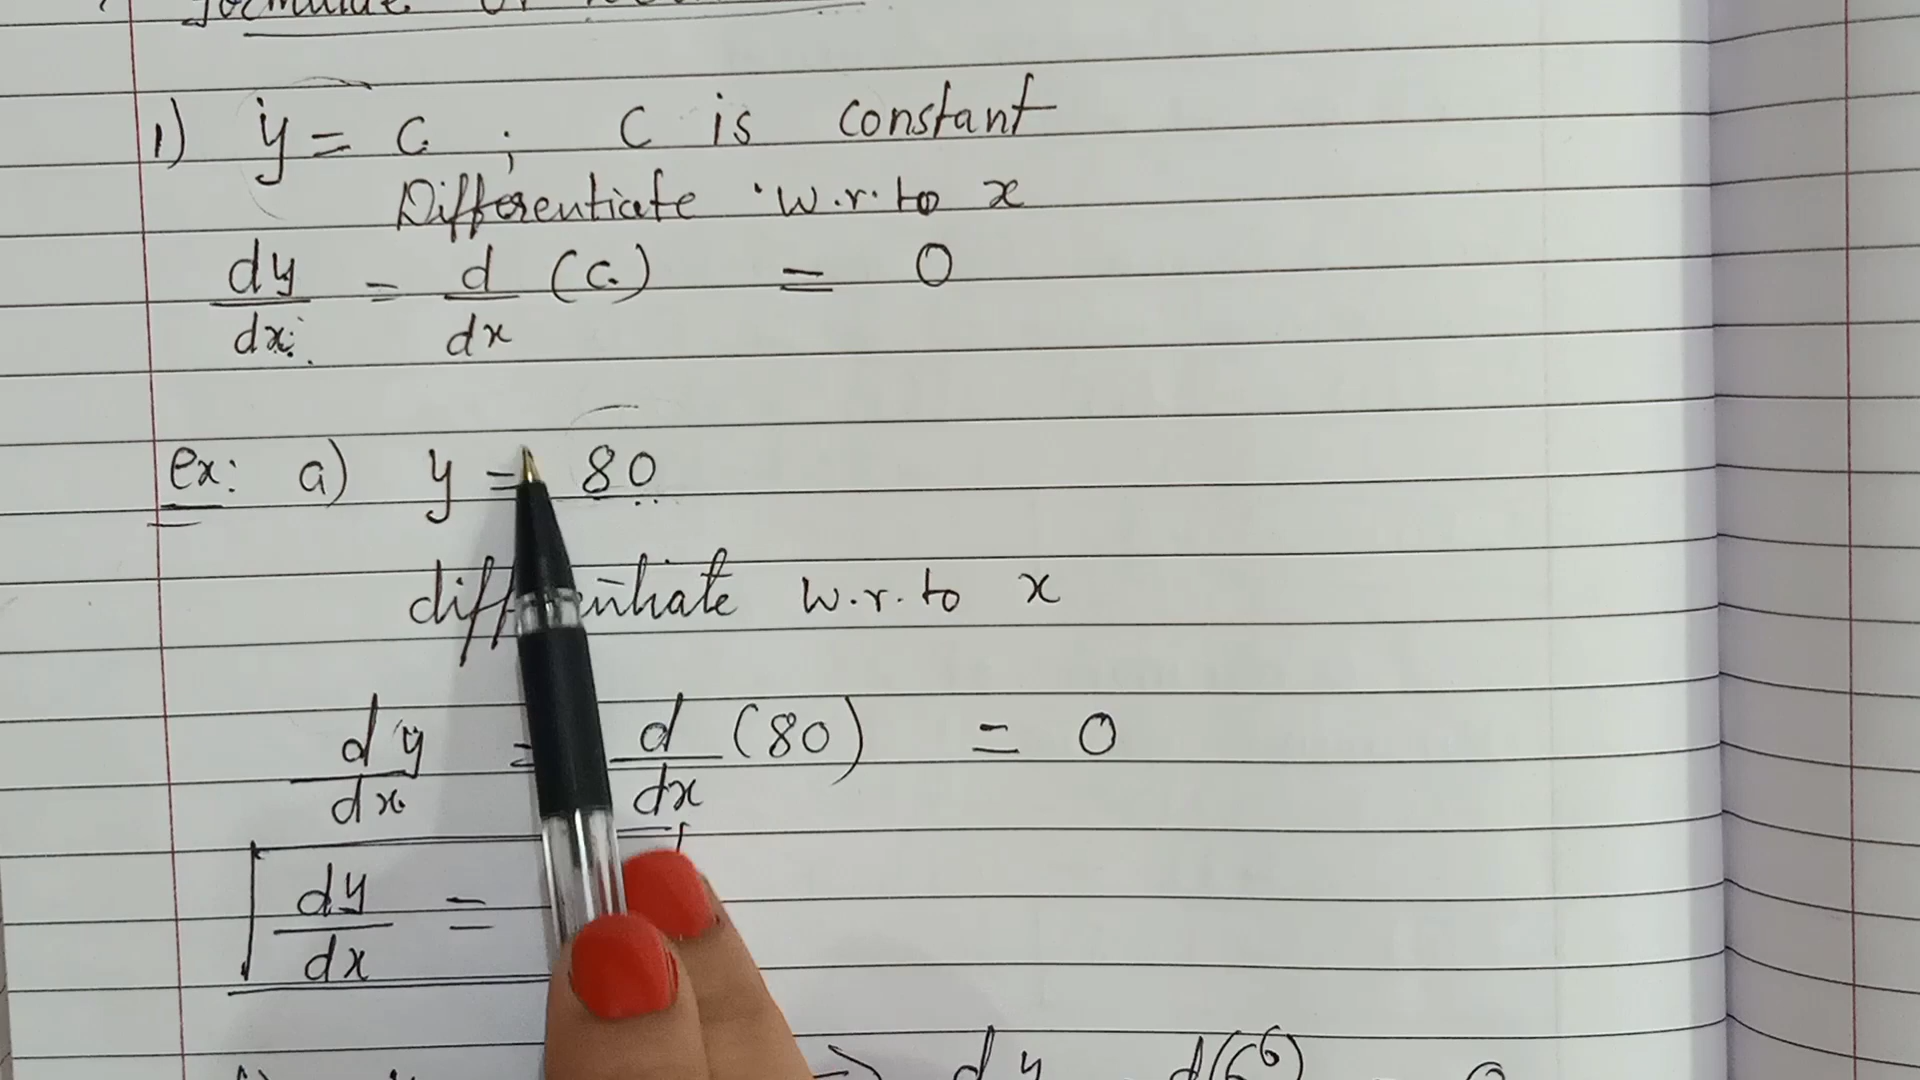 1) y = c ; c is constant
Differentiate w.r. to x
dy/dx = d/dx (c) = 0
ex: a) y = 80
differentiate w.r. to x
dy/dx = d/dx (80) = 0
dy/dx =